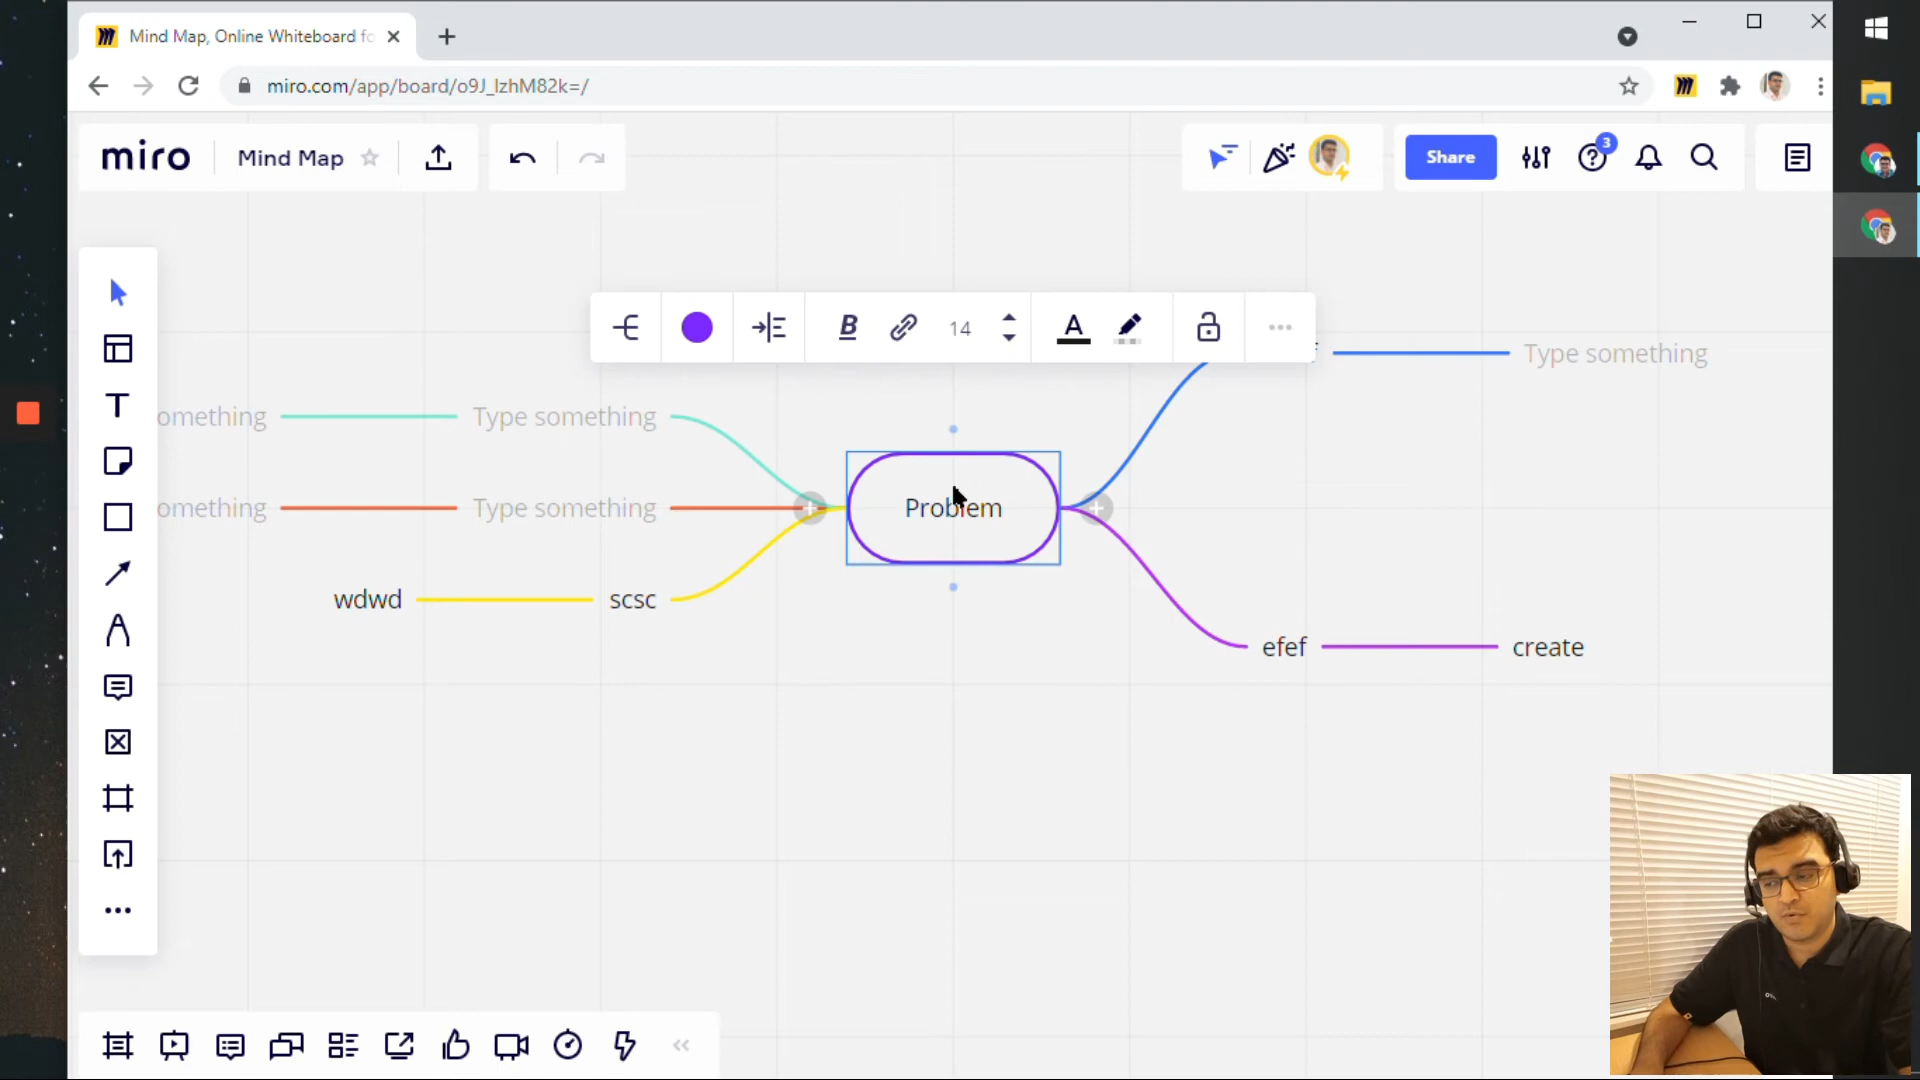 Mind Map, Online Whiteboard fo
miro.com/app/board/o9J_lzhM82k=/
miro
Mind Map
Share
3
B
14
A
Type something
omething
Type something
Problem
omething
Type something
wdwd
scsc
efef
create